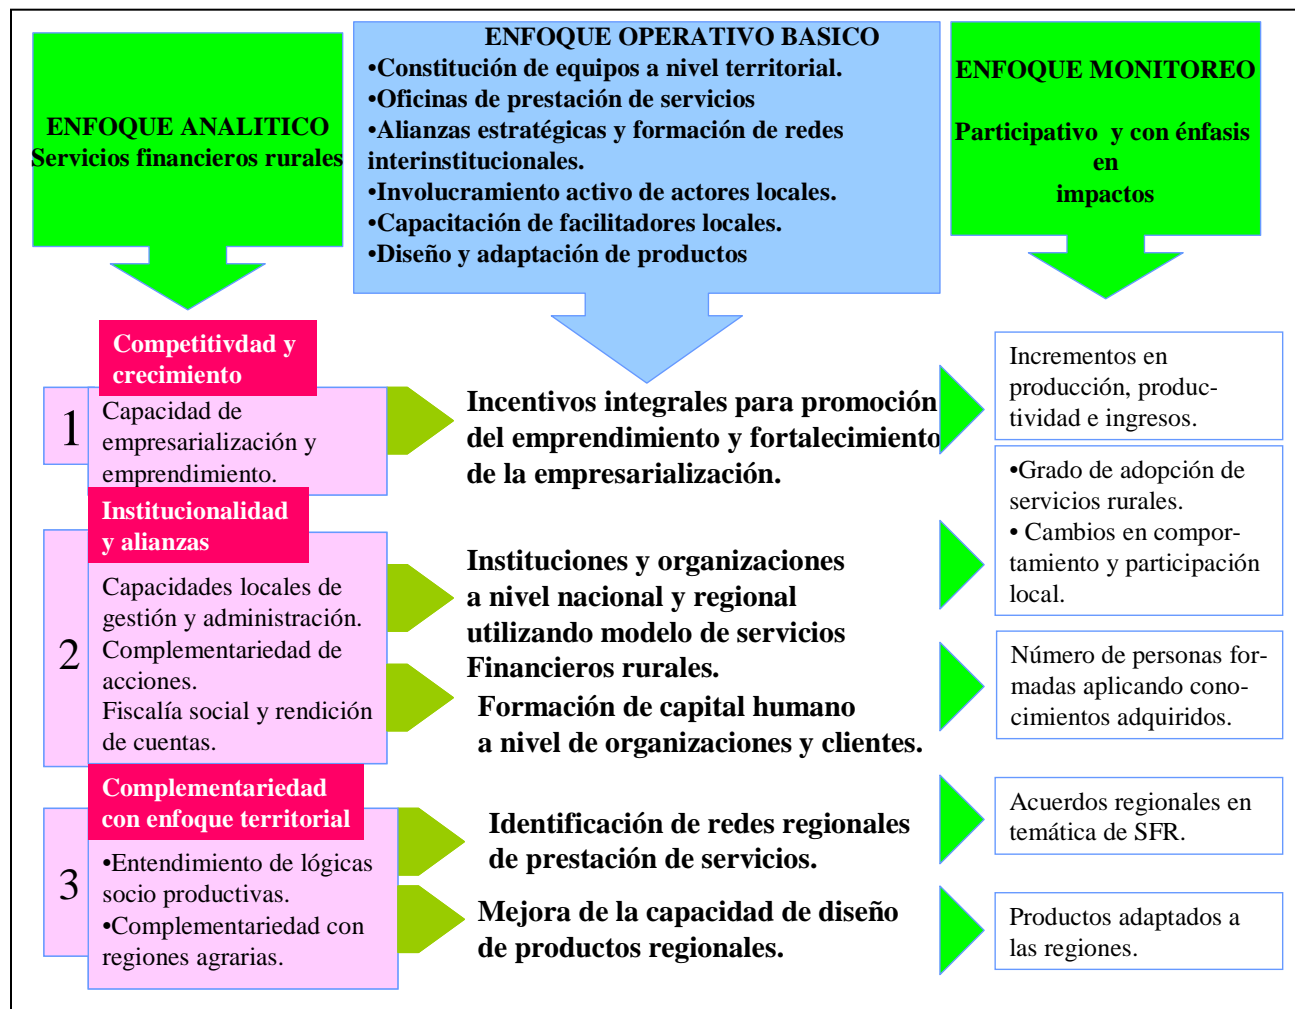 ENFOQUE ANALITICO
Servicios financieros rurales
ENFOQUE OPERATIVO BASICO
•Constitución de equipos a nivel territorial.
•Oficinas de prestación de servicios
•Alianzas estratégicas y formación de redes
interinstitucionales.
•Involucramiento activo de actores locales.
•Capacitación de facilitadores locales.
•Diseño y adaptación de productos
ENFOQUE MONITOREO
Participativo y con énfasis
en
impactos
Competitivdad y
crecimiento
1
Capacidad de
empresarialización y
emprendimiento.
Incentivos integrales para promoción
del emprendimiento y fortalecimiento
de la empresarialización.
Incrementos en
producción, produc-
tividad e ingresos.
•Grado de adopción de
servicios rurales.
• Cambios en compor-
tamiento y participación
local.
Institucionalidad
y alianzas
2
Capacidades locales de
gestión y administración.
Complementariedad de
acciones.
Fiscalía social y rendición
de cuentas.
Instituciones y organizaciones
a nivel nacional y regional
utilizando modelo de servicios
Financieros rurales.
Formación de capital humano
a nivel de organizaciones y clientes.
Número de personas for-
madas aplicando cono-
cimientos adquiridos.
Complementariedad
con enfoque territorial
3
•Entendimiento de lógicas
socio productivas.
•Complementariedad con
regiones agrarias.
Identificación de redes regionales
de prestación de servicios.
Mejora de la capacidad de diseño
de productos regionales.
Acuerdos regionales en
temática de SFR.
Productos adaptados a
las regiones.